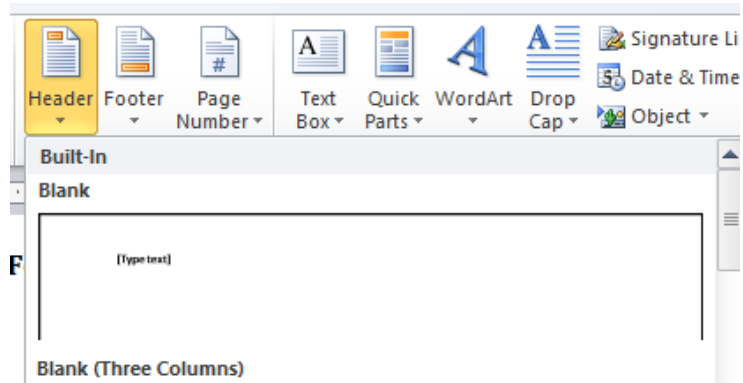 Header Footer Page Number
Text Box Quick Parts WordArt Drop Cap
Signature Li
Date & Time
Object
Built-In
Blank
[Type text]
F
Blank (Three Columns)